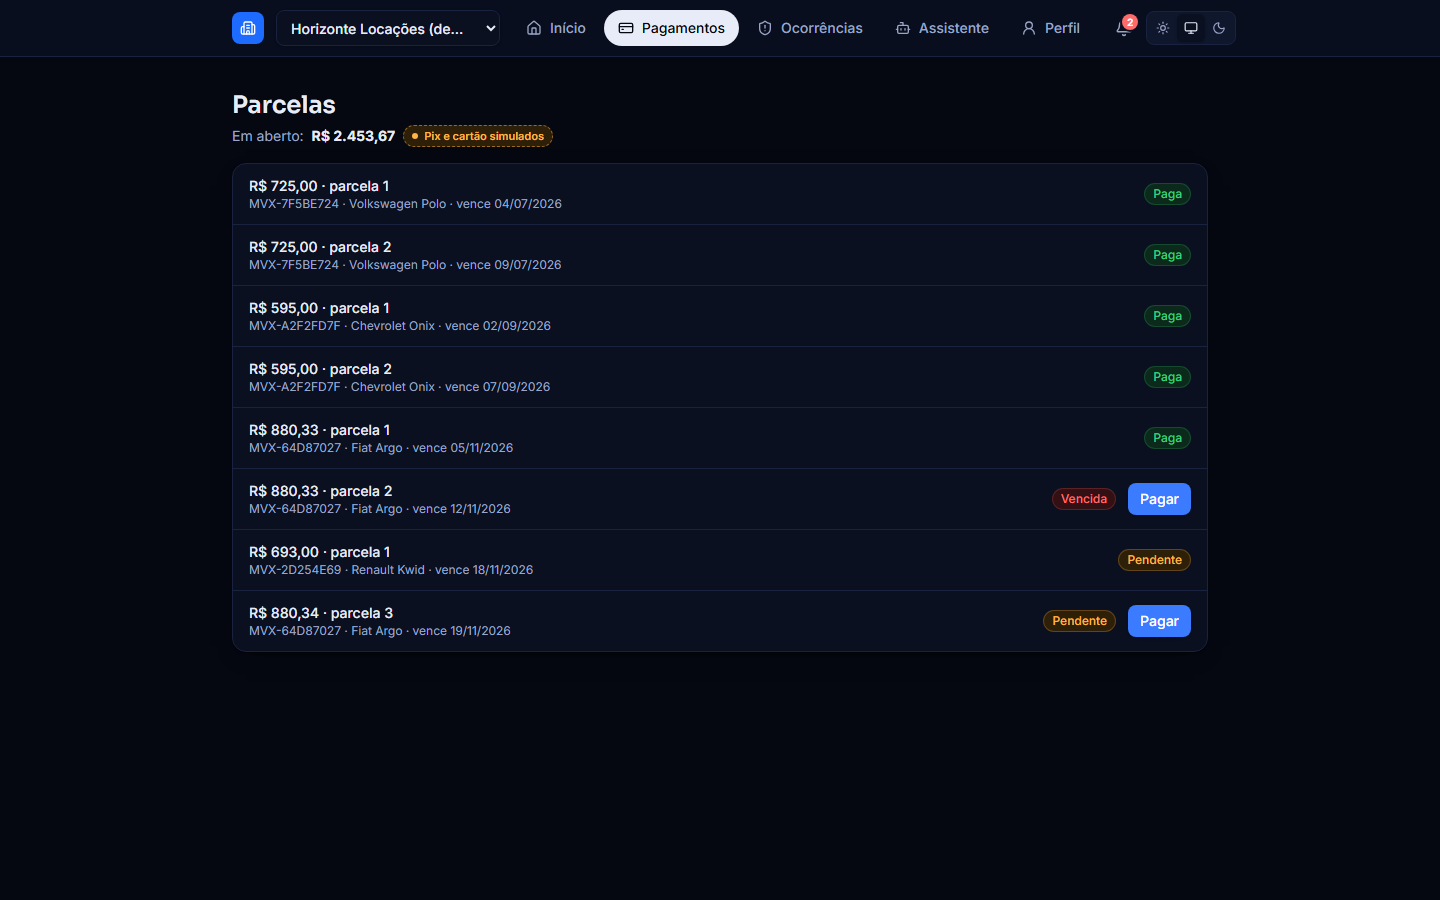 Horizonte Locações (de...
Início
Pagamentos
Ocorrências
Assistente
Perfil
2
Parcelas
Em aberto: R$ 2.453,67
Pix e cartão simulados
R$ 725,00 · parcela 1
MVX-7F5BE724 · Volkswagen Polo · vence 04/07/2026
Paga
R$ 725,00 · parcela 2
MVX-7F5BE724 · Volkswagen Polo · vence 09/07/2026
Paga
R$ 595,00 · parcela 1
MVX-A2F2FD7F · Chevrolet Onix · vence 02/09/2026
Paga
R$ 595,00 · parcela 2
MVX-A2F2FD7F · Chevrolet Onix · vence 07/09/2026
Paga
R$ 880,33 · parcela 1
MVX-64D87027 · Fiat Argo · vence 05/11/2026
Paga
R$ 880,33 · parcela 2
MVX-64D87027 · Fiat Argo · vence 12/11/2026
Vencida
Pagar
R$ 693,00 · parcela 1
MVX-2D254E69 · Renault Kwid · vence 18/11/2026
Pendente
R$ 880,34 · parcela 3
MVX-64D87027 · Fiat Argo · vence 19/11/2026
Pendente
Pagar